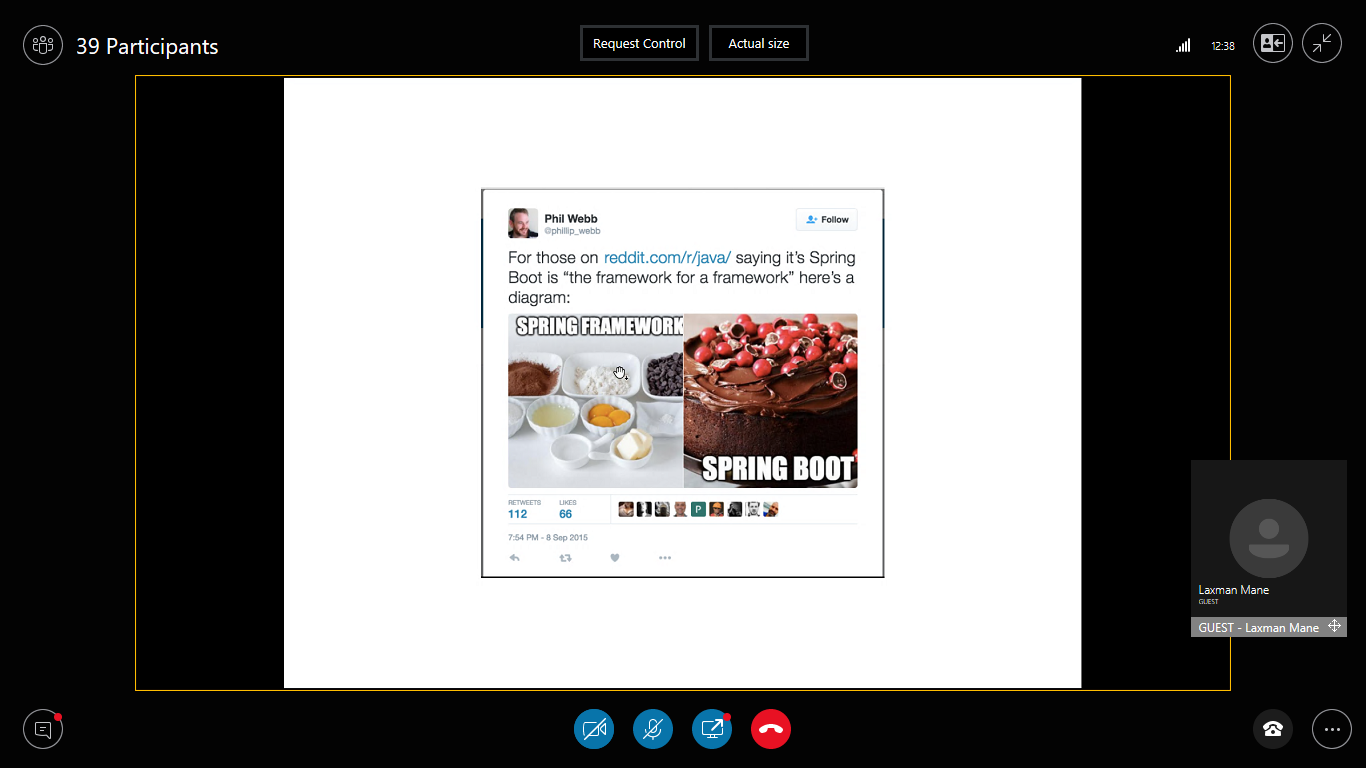 39 Participants
Request Control
Actual size
12:38
Phil Webb
@phillip_webb
Follow
For those on reddit.com/r/java/ saying it's Spring
Boot is “the framework for a framework” here's a
diagram:
SPRING FRAMEWORK
SPRING BOOT
RETWEETS
LIKES
112
66
P
7:54 PM - 8 Sep 2015
Laxman Mane
GUEST
GUEST - Laxman Mane